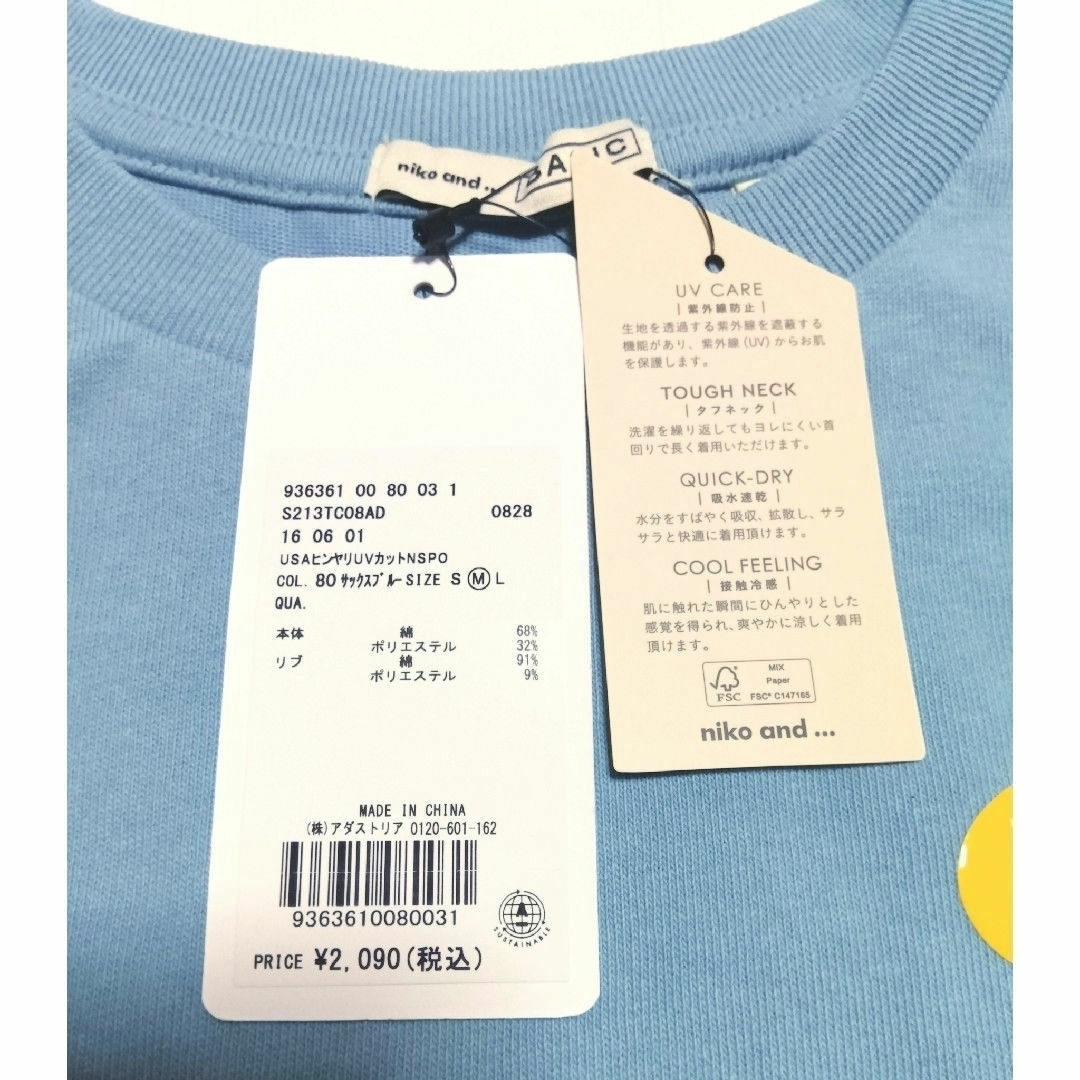 niko and ...
936361 00 80 03 1
S213TC08AD 0828
16 06 01
USAヒンヤリUVカットNSPO
COL. 80 サックスブルー SIZE S M L
QUA.
本体 綿 68%
ポリエステル 32%
リブ 綿 91%
ポリエステル 9%
MADE IN CHINA
(株)アダストリア 0120-601-162
9363610080031
SUSTAINABLE
PRICE ¥2,090(税込)
UV CARE
| 紫外線防止 |
生地を透過する紫外線を遮蔽する
機能があり、紫外線(UV)からお肌
を保護します。
TOUGH NECK
| タフネック |
洗濯を繰り返してもヨレにくい首
回りで長く着用いただけます。
QUICK-DRY
| 吸水速乾 |
水分をすばやく吸収、拡散し、サラ
サラと快適に着用頂けます。
COOL FEELING
| 接触冷感 |
肌に触れた瞬間にひんやりとした
感覚を得られ、爽やかに涼しく着用
頂けます。
FSC
MIX
Paper
FSC® C147165
niko and ...